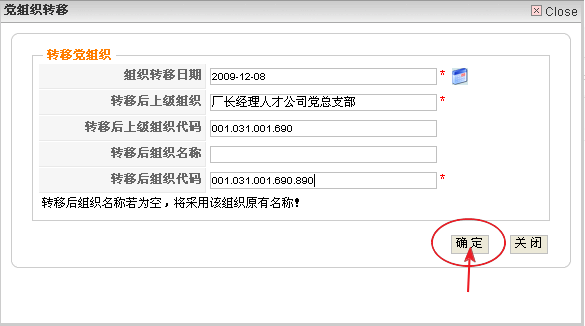 党组织转移 Close
转移党组织
组织转移日期 2009-12-08 *
转移后上级组织 厂长经理人才公司党总支部 *
转移后上级组织代码 001.031.001.690
转移后组织名称
转移后组织代码 001.031.001.690.890 *
转移后组织名称若为空，将采用该组织原有名称！
确定 关闭